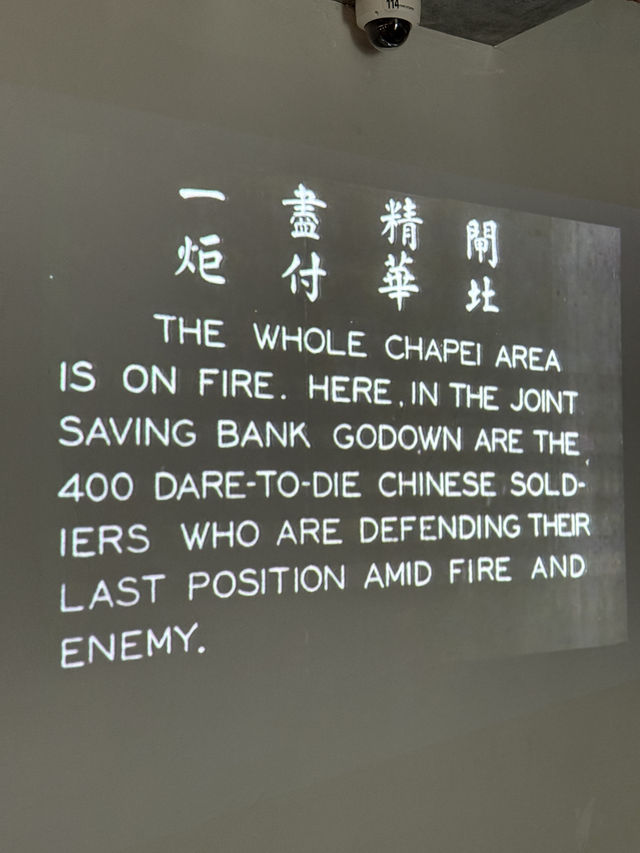 114
閘北
精華
盡付
一炬
THE WHOLE CHAPEI AREA
IS ON FIRE. HERE, IN THE JOINT
SAVING BANK GODOWN ARE THE
400 DARE-TO-DIE CHINESE SOLD-
IERS WHO ARE DEFENDING THEIR
LAST POSITION AMID FIRE AND
ENEMY.